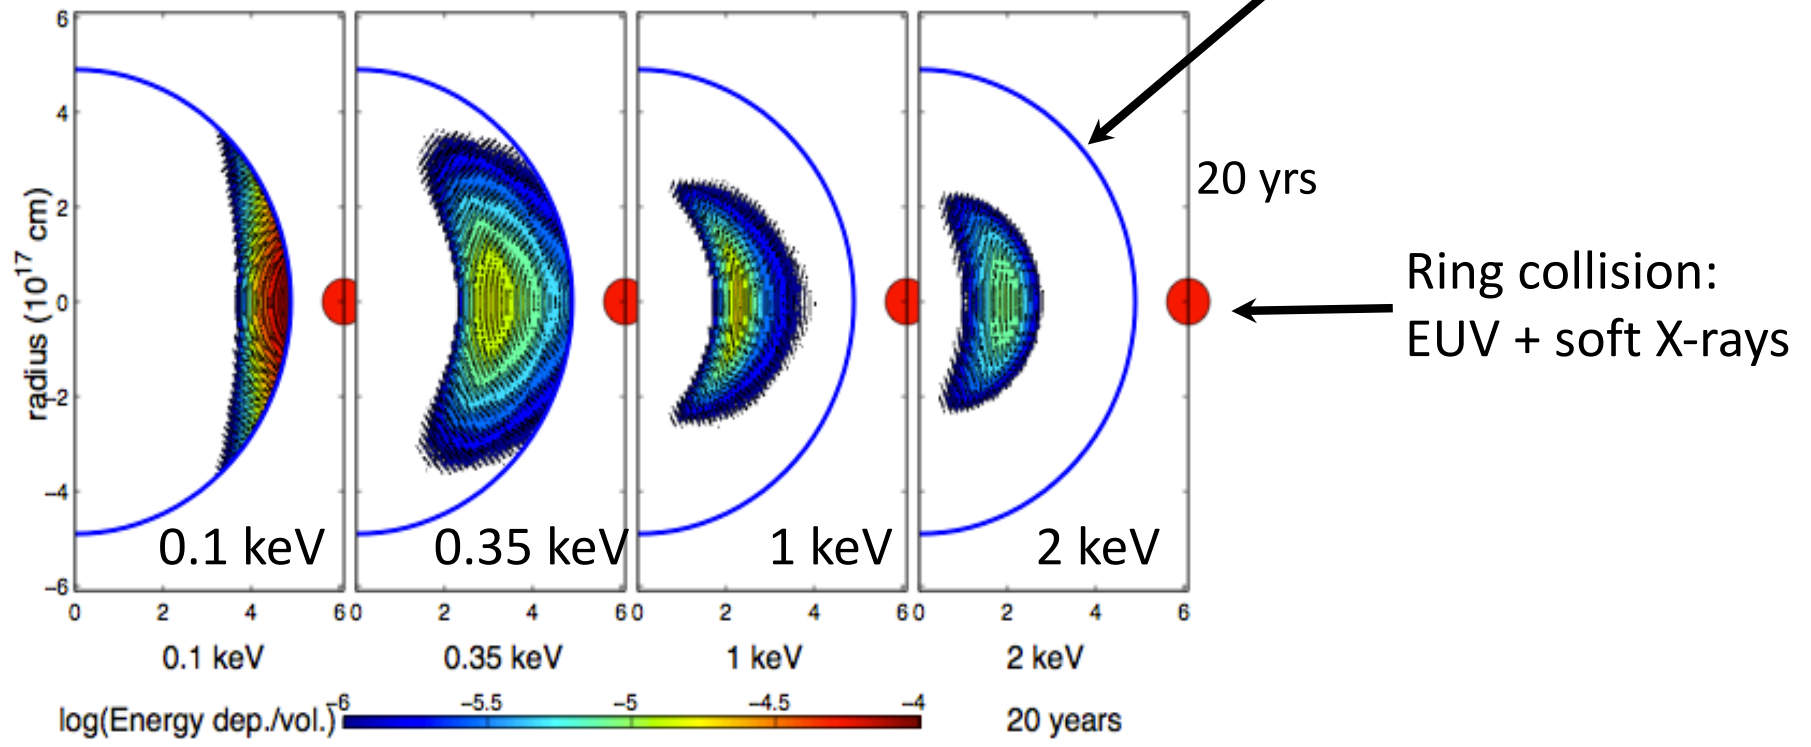 6
4
2
0
−2
−4
−6
radius (10¹⁷ cm)
20 yrs
Ring collision:
EUV + soft X-rays
0.1 keV 0.35 keV 1 keV 2 keV
0 2 4 6 0 2 4 6 0 2 4 6 0 2 4 6
0.1 keV 0.35 keV 1 keV 2 keV
−6 −5.5 −5 −4.5 −4
log(Energy dep./vol.) 20 years